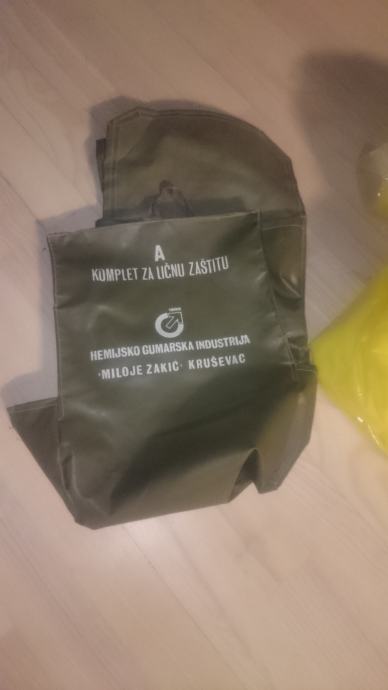 A
KOMPLET ZA LIČNU ZAŠTITU
HEMIJSKO GUMARSKA INDUSTRIJA
·MILOJE ZAKIĆ· KRUŠEVAC